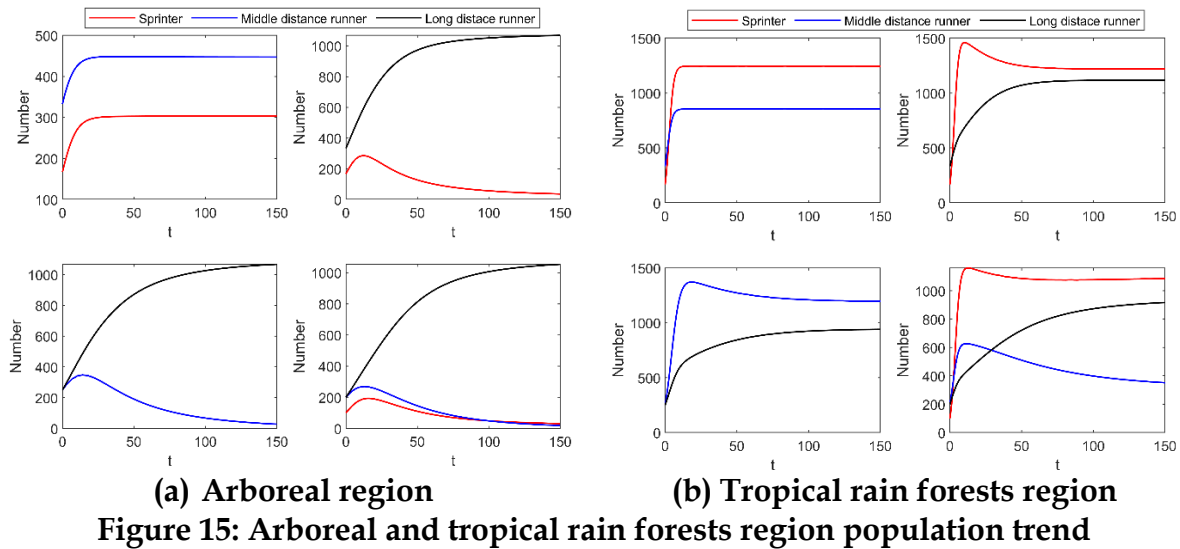 Sprinter Middle distance runner Long distace runner
500
400
300
200
100
0 50 100 150
Number
t
1000
800
600
400
200
0
0 50 100 150
Number
t
1000
800
600
400
200
0
0 50 100 150
Number
t
1000
800
600
400
200
0
0 50 100 150
Number
t
(a) Arboreal region
Sprinter Middle distance runner Long distace runner
1500
1000
500
0
0 50 100 150
Number
t
1500
1000
500
0
0 50 100 150
Number
t
1500
1000
500
0
0 50 100 150
Number
t
1000
800
600
400
200
0
0 50 100 150
Number
t
(b) Tropical rain forests region
Figure 15: Arboreal and tropical rain forests region population trend